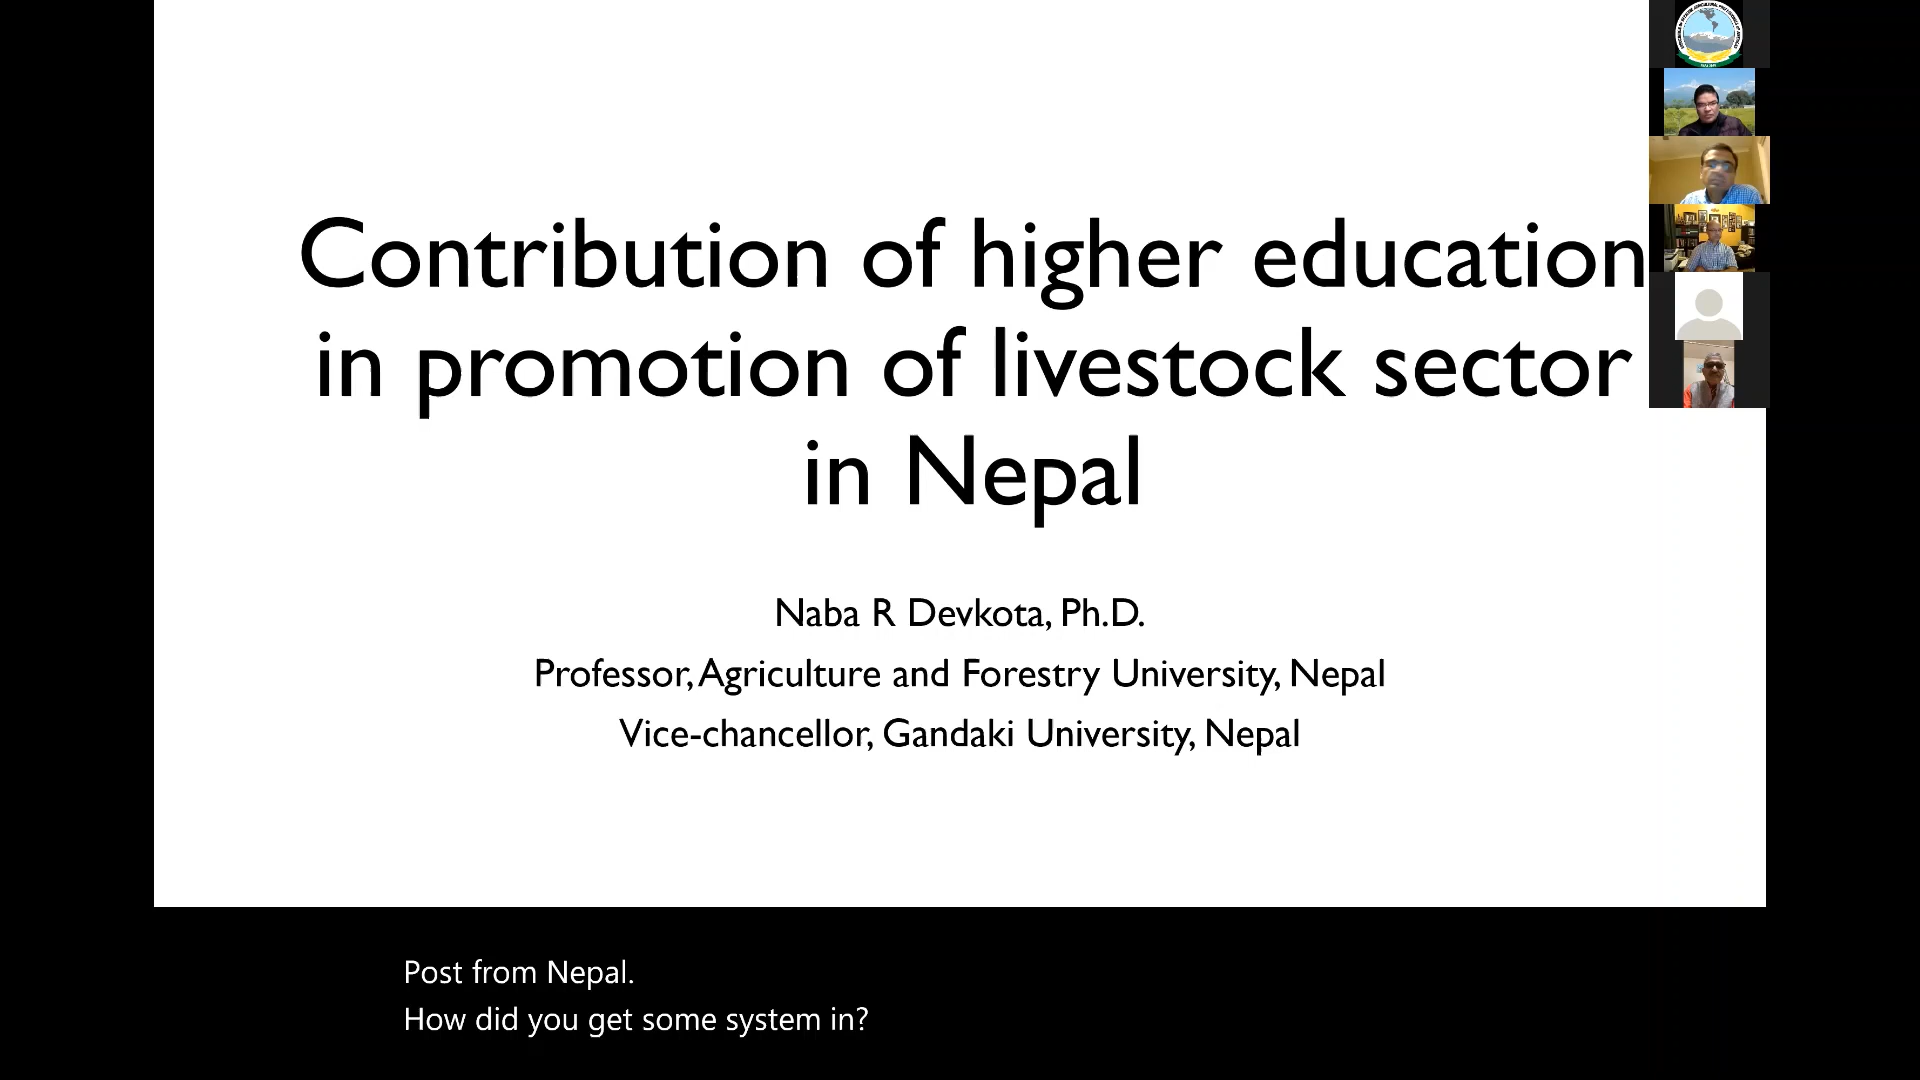 Contribution of higher education
in promotion of livestock sector
in Nepal
Naba R Devkota, Ph.D.
Professor, Agriculture and Forestry University, Nepal
Vice-chancellor, Gandaki University, Nepal
Post from Nepal.
How did you get some system in?